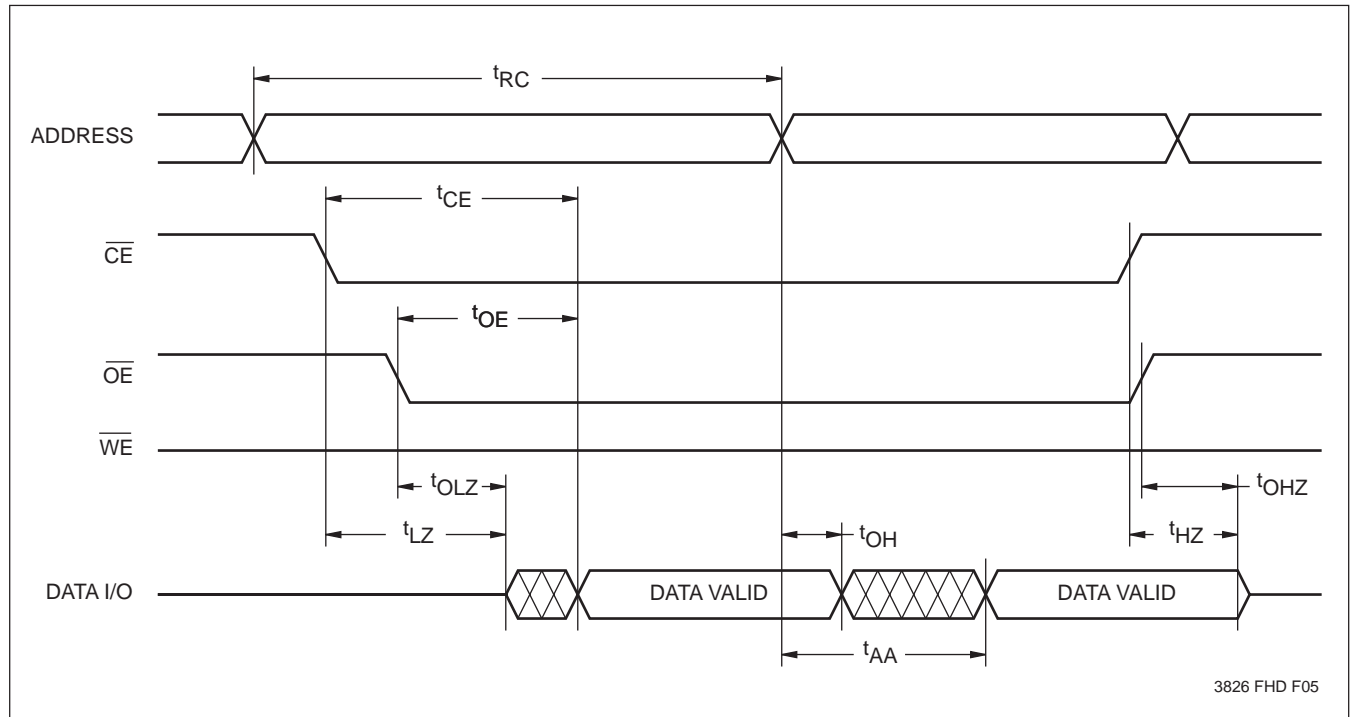 tRC
ADDRESS
tCE
CE
tOE
OE
WE
tOLZ
tOHZ
tLZ
tOH
tHZ
DATA I/O
DATA VALID
DATA VALID
tAA
3826 FHD F05